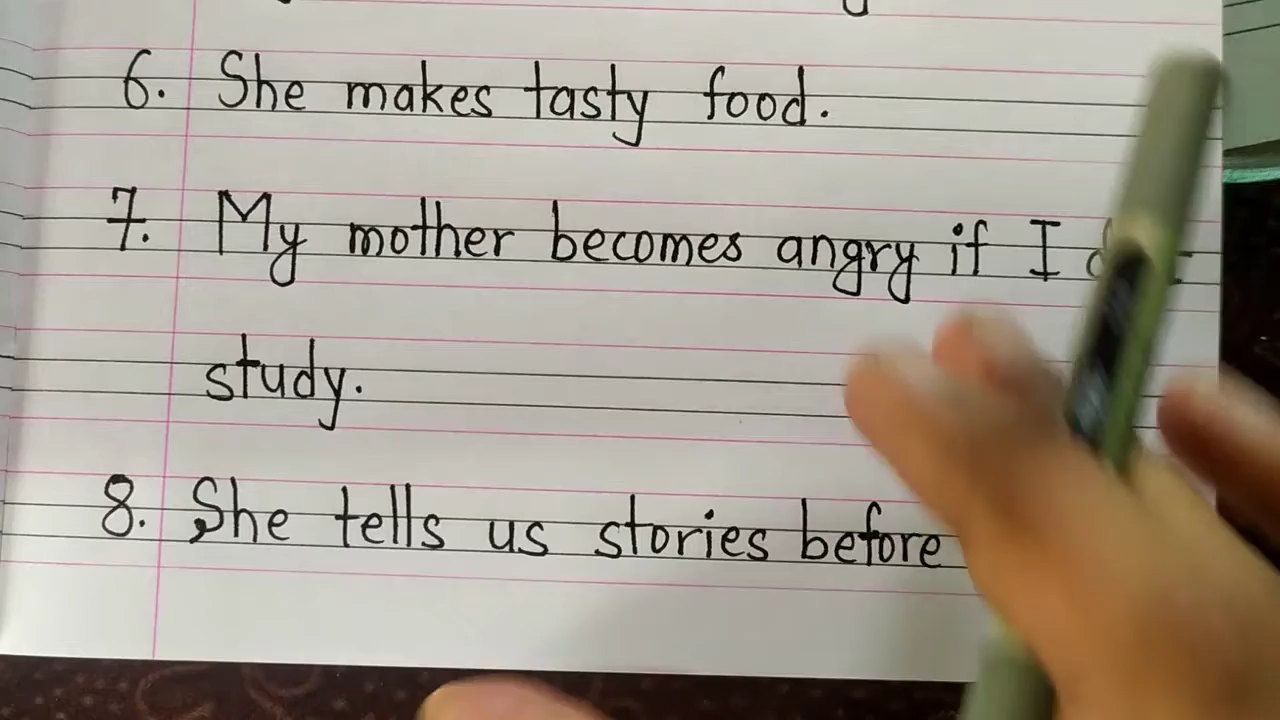 6. She makes tasty food.
7. My mother becomes angry if I
study.
8. She tells us stories before